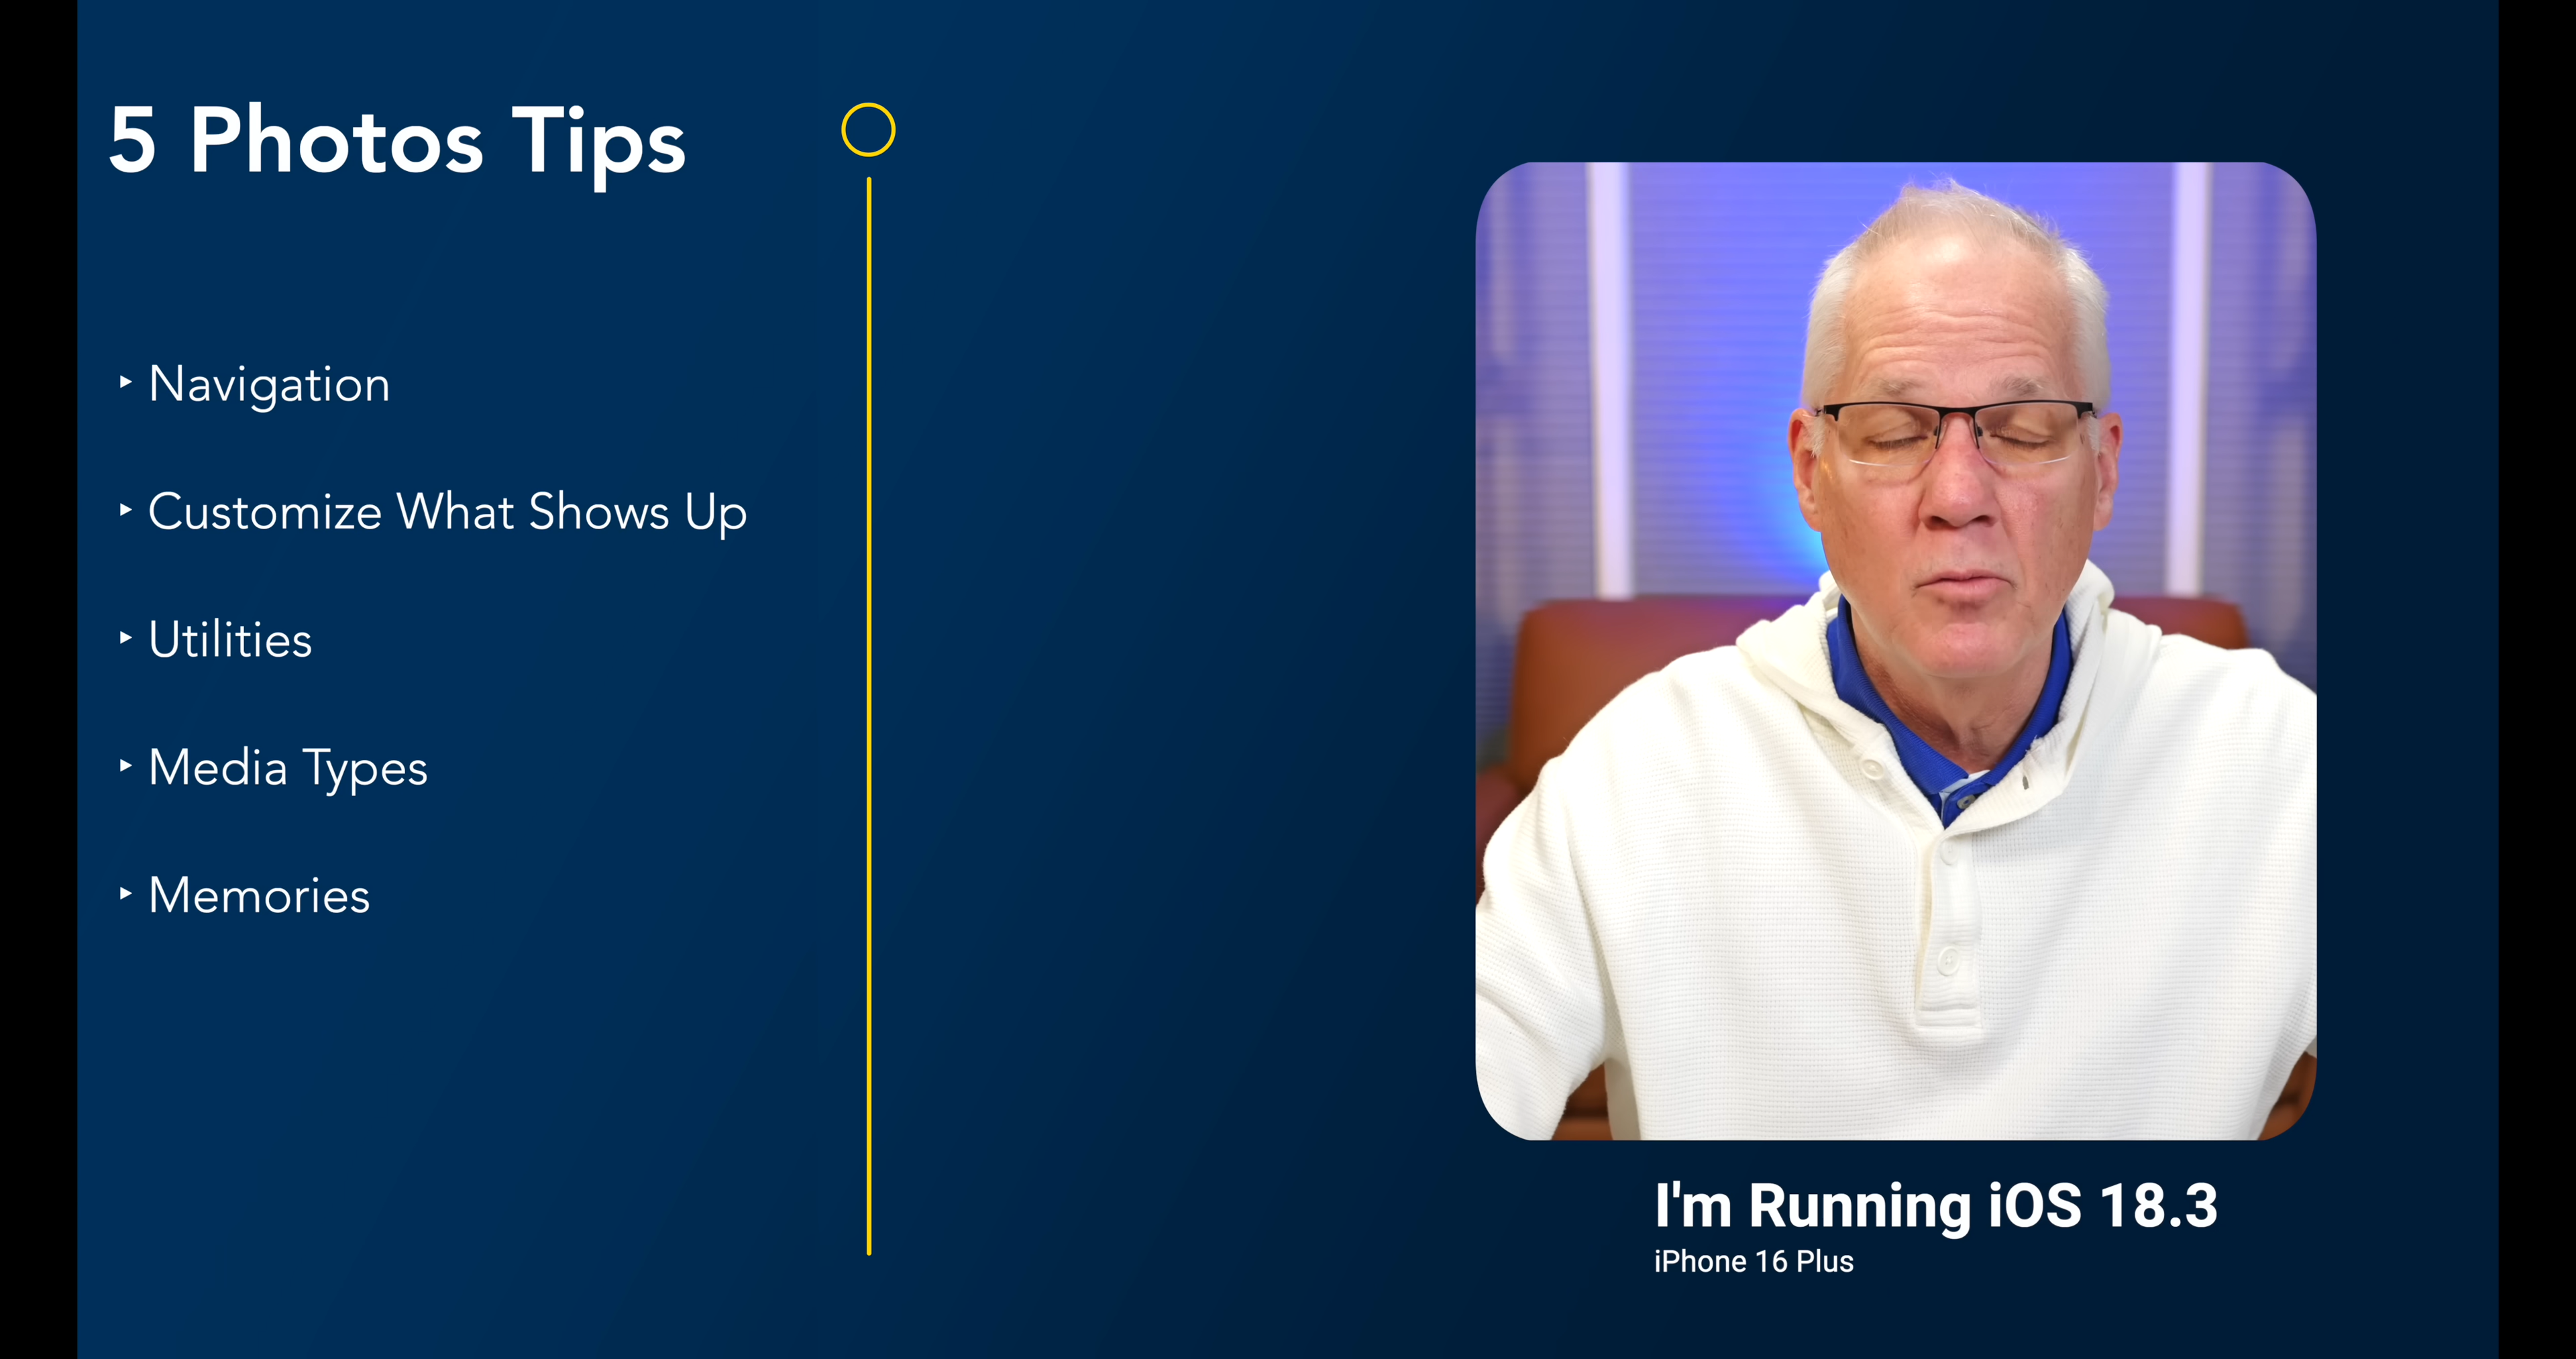 5 Photos Tips
‣ Navigation
‣ Customize What Shows Up
‣ Utilities
‣ Media Types
‣ Memories
I'm Running iOS 18.3
iPhone 16 Plus